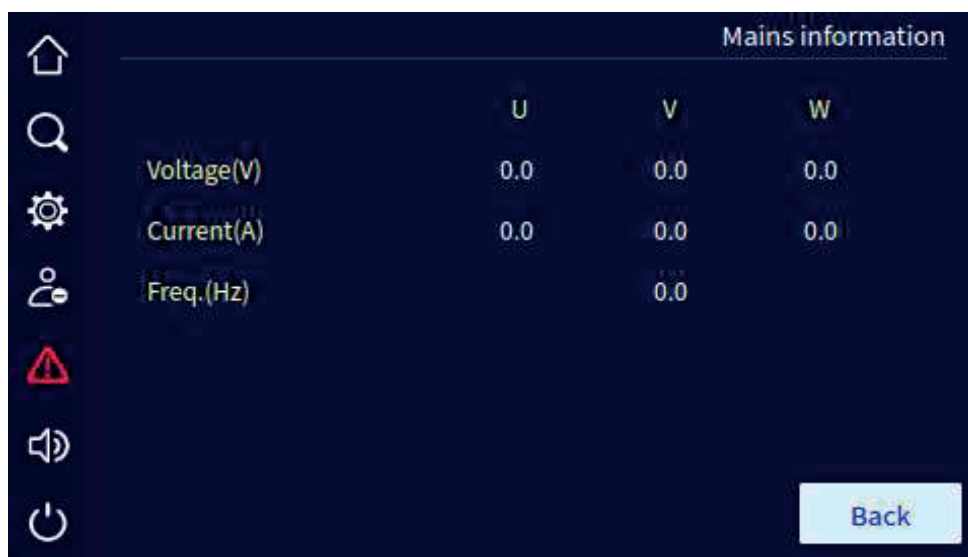 Mains information
U V W
Voltage(V) 0.0 0.0 0.0
Current(A) 0.0 0.0 0.0
Freq.(Hz) 0.0
Back